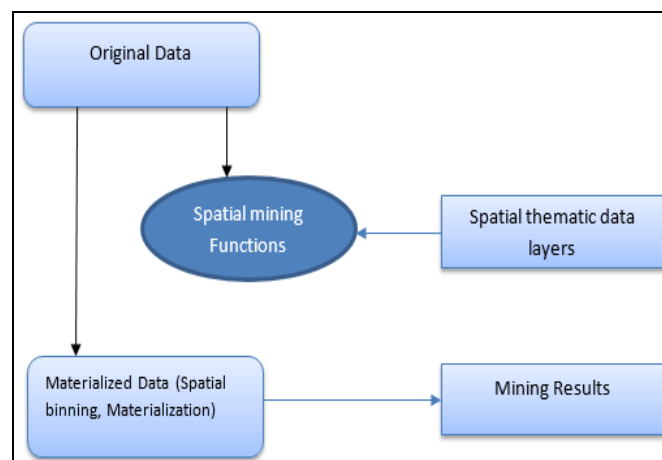 Original Data
Spatial mining
Functions
Spatial thematic data
layers
Materialized Data (Spatial
binning, Materialization)
Mining Results